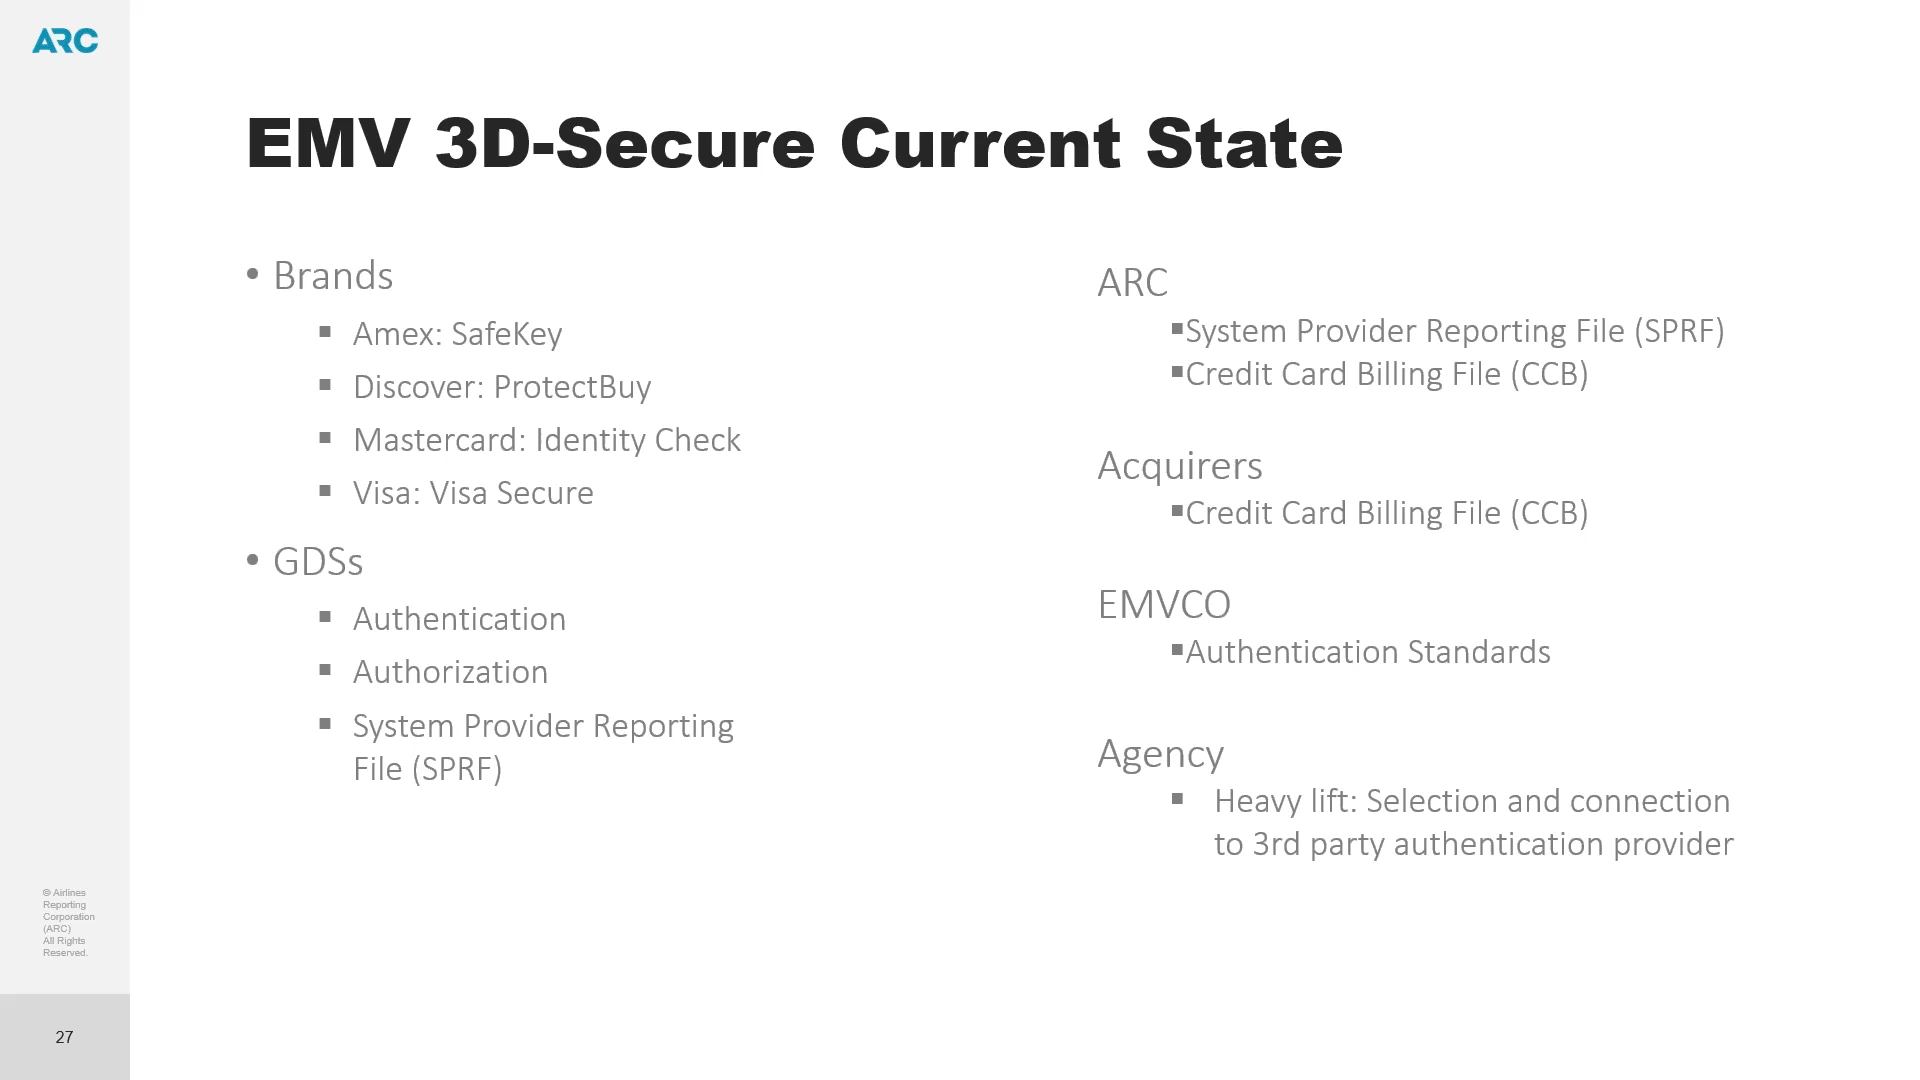 ARC
EMV 3D-Secure Current State
• Brands
▪ Amex: SafeKey
▪ Discover: ProtectBuy
▪ Mastercard: Identity Check
▪ Visa: Visa Secure
• GDSs
▪ Authentication
▪ Authorization
▪ System Provider Reporting
File (SPRF)
ARC
▪System Provider Reporting File (SPRF)
▪Credit Card Billing File (CCB)
Acquirers
▪Credit Card Billing File (CCB)
EMVCO
▪Authentication Standards
Agency
▪ Heavy lift: Selection and connection
to 3rd party authentication provider
© Airlines
Reporting
Corporation
(ARC)
All Rights
Reserved.
27